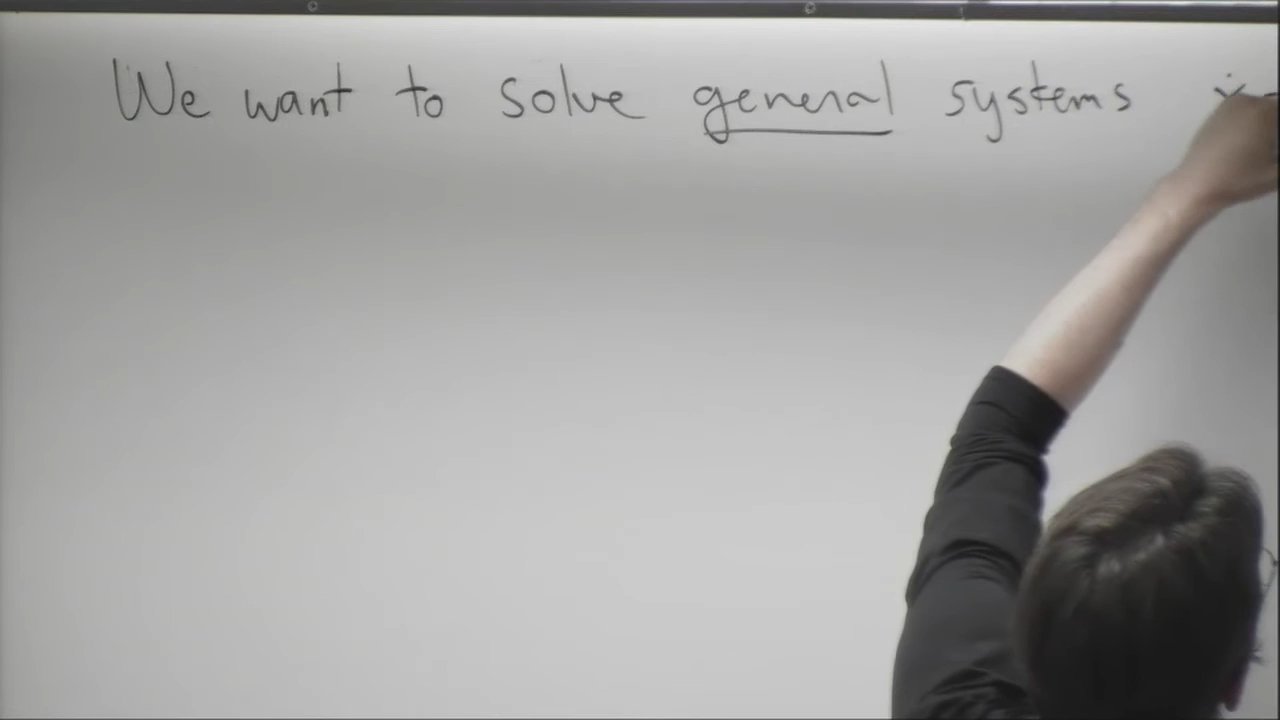 We want to solve general systems ẋ